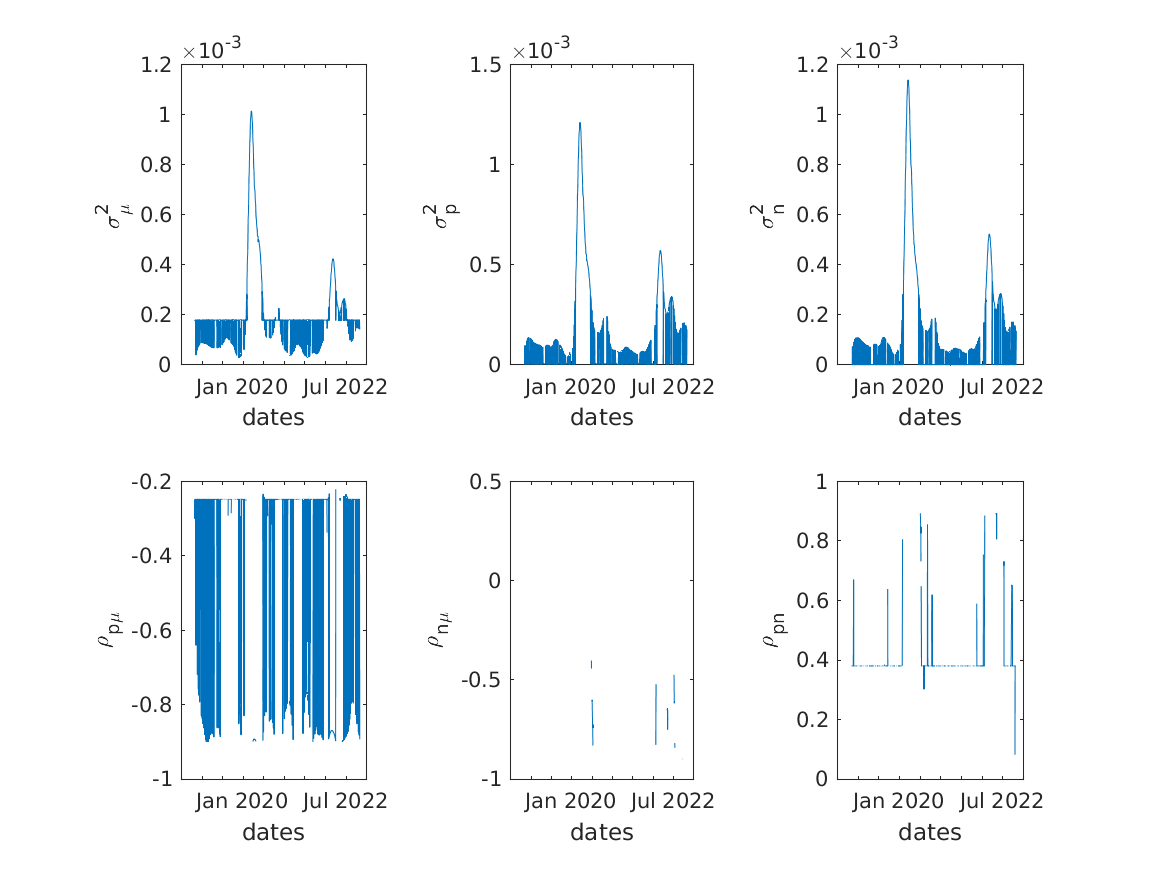 ×10-3 ×10-3 ×10-3
1.2 1.5 1.2
1 1
0.8 1 0.8
σ2μ 0.6 σ2p σ2n 0.6
0.4 0.5 0.4
0.2 0.2
0 0 0
Jan 2020 Jul 2022 Jan 2020 Jul 2022 Jan 2020 Jul 2022
dates dates dates
-0.2 0.5 1
-0.4 0 0.8
ρpμ -0.6 ρnμ ρpn 0.6
-0.5 0.4
-0.8 0.2
-1 -1 0
Jan 2020 Jul 2022 Jan 2020 Jul 2022 Jan 2020 Jul 2022
dates dates dates